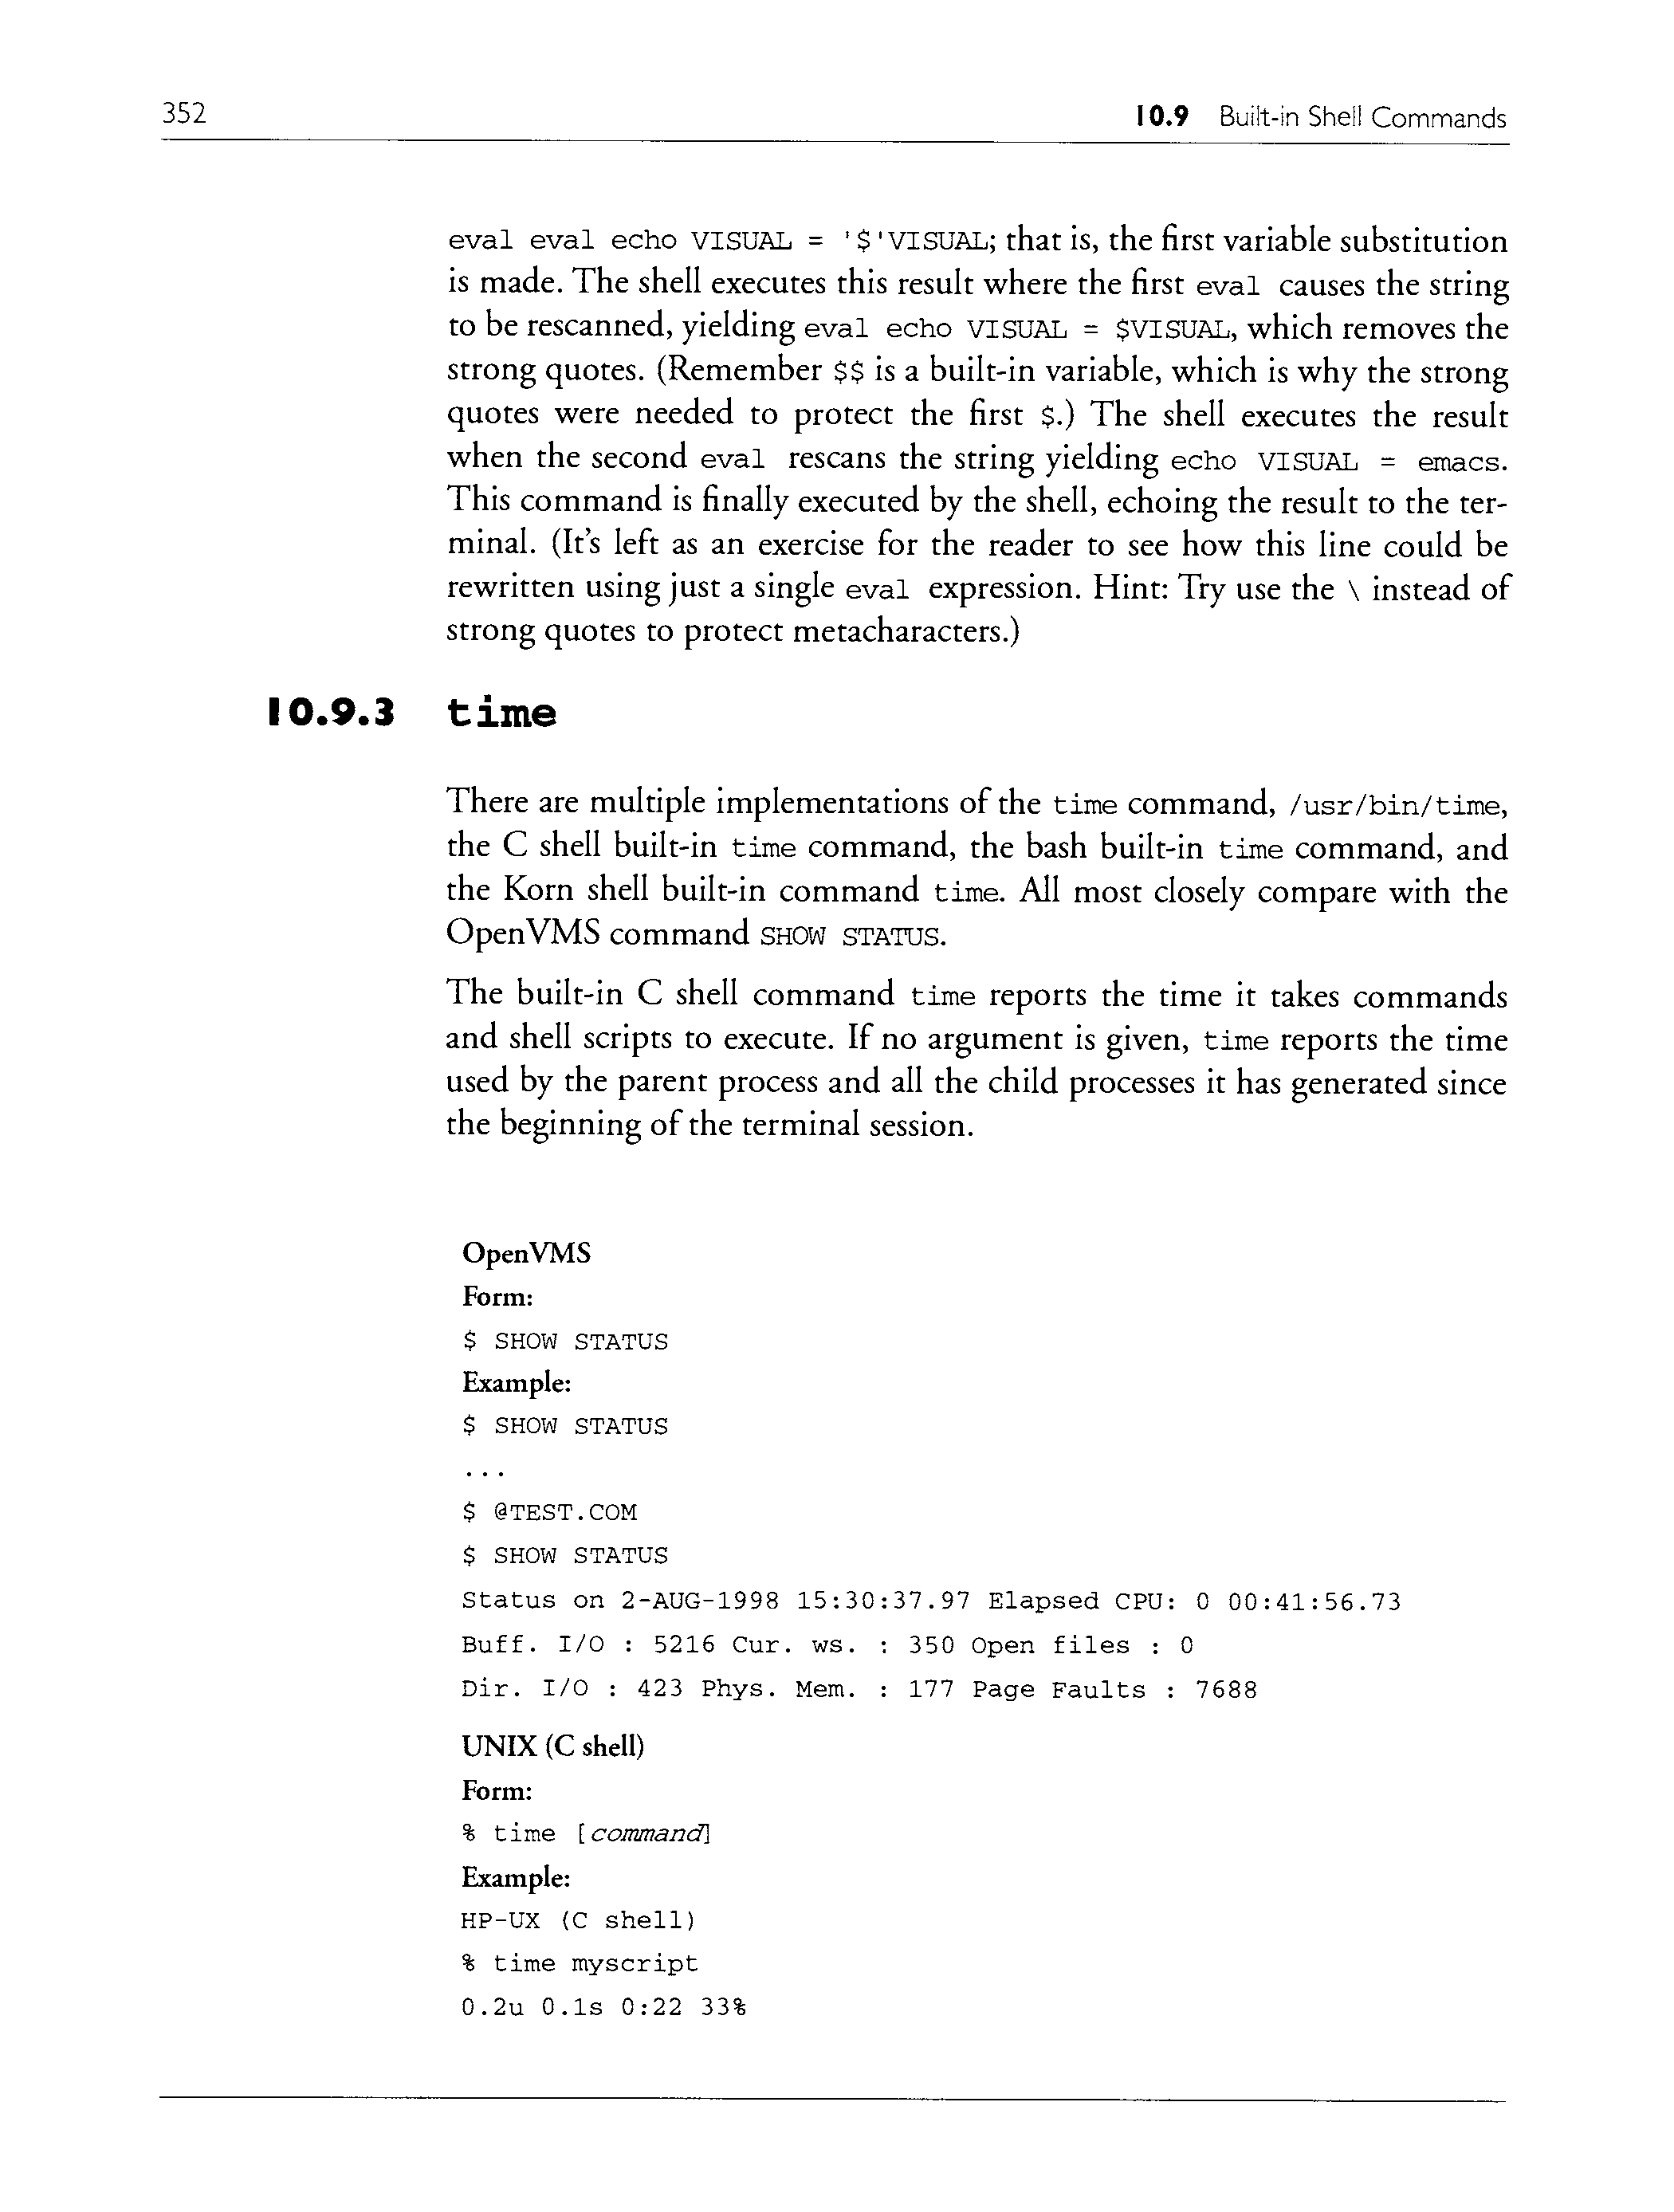 352
10.9 Built-in Shell Commands
eval eval echo VISUAL = '$'VISUAL; that is, the first variable substitution
is made. The shell executes this result where the first eval causes the string
to be rescanned, yielding eval echo VISUAL = $VISUAL, which removes the
strong quotes. (Remember $$ is a built-in variable, which is why the strong
quotes were needed to protect the first $.) The shell executes the result
when the second eval rescans the string yielding echo VISUAL = emacs.
This command is finally executed by the shell, echoing the result to the ter-
minal. (It's left as an exercise for the reader to see how this line could be
rewritten using just a single eval expression. Hint: Try use the \ instead of
strong quotes to protect metacharacters.)
10.9.3 time
There are multiple implementations of the time command, /usr/bin/time,
the C shell built-in time command, the bash built-in time command, and
the Korn shell built-in command time. All most closely compare with the
OpenVMS command SHOW STATUS.
The built-in C shell command time reports the time it takes commands
and shell scripts to execute. If no argument is given, time reports the time
used by the parent process and all the child processes it has generated since
the beginning of the terminal session.
OpenVMS
Form:
$ SHOW STATUS
Example:
$ SHOW STATUS
...
$ @TEST.COM
$ SHOW STATUS
Status on 2-AUG-1998 15:30:37.97 Elapsed CPU: 0 00:41:56.73
Buff. I/O : 5216 Cur. ws. : 350 Open files : 0
Dir. I/O : 423 Phys. Mem. : 177 Page Faults : 7688
UNIX (C shell)
Form:
% time [command]
Example:
HP-UX (C shell)
% time myscript
0.2u 0.1s 0:22 33%